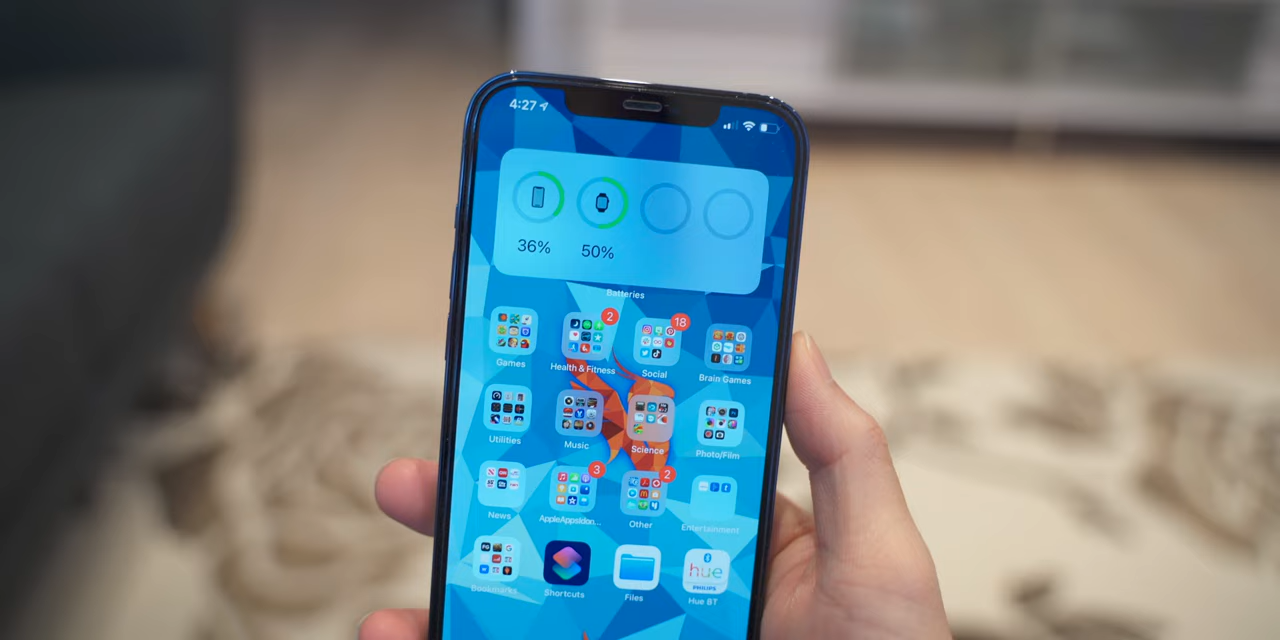 4:27
36% 50%
Batteries
2 18
Games Health & Fitness Social Brain Games
Utilities Music Science Photo/Film
3 2
News AppleAppsIdon... Other Entertainment
hue
PHILIPS
Bookmarks Shortcuts Files Hue BT